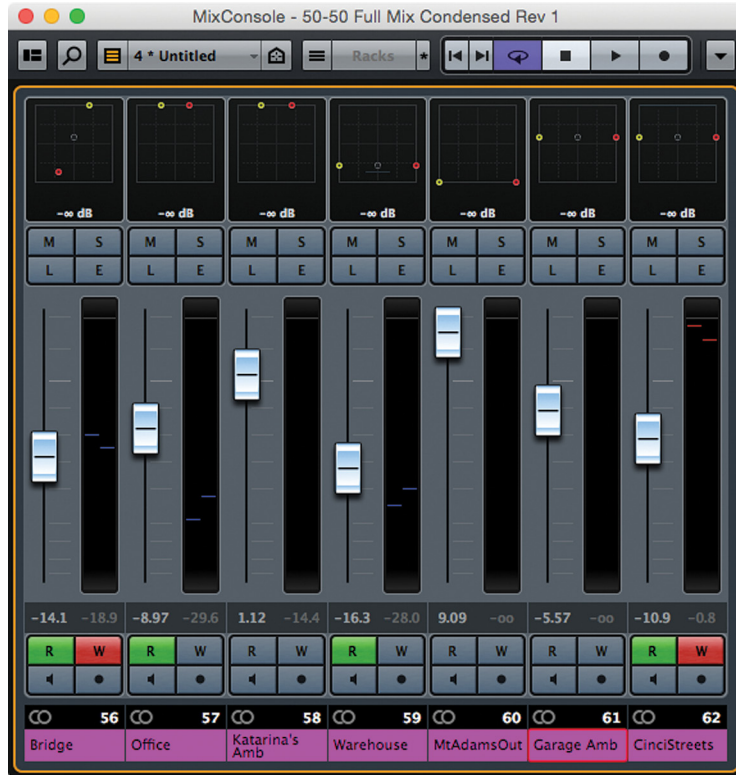 MixConsole - 50-50 Full Mix Condensed Rev 1
4 * Untitled Racks *
-∞ dB -∞ dB -∞ dB -∞ dB -∞ dB -∞ dB -∞ dB
M S M S M S M S M S M S M S
L E L E L E L E L E L E L E
-14.1 -18.9 -8.97 -29.6 1.12 -14.4 -16.3 -28.0 9.09 -oo -5.57 -oo -10.9 -0.8
R W R W R W R W R W R W R W
56 57 58 59 60 61 62
Bridge Office Katarina's Amb Warehouse MtAdamsOut Garage Amb CinciStreets